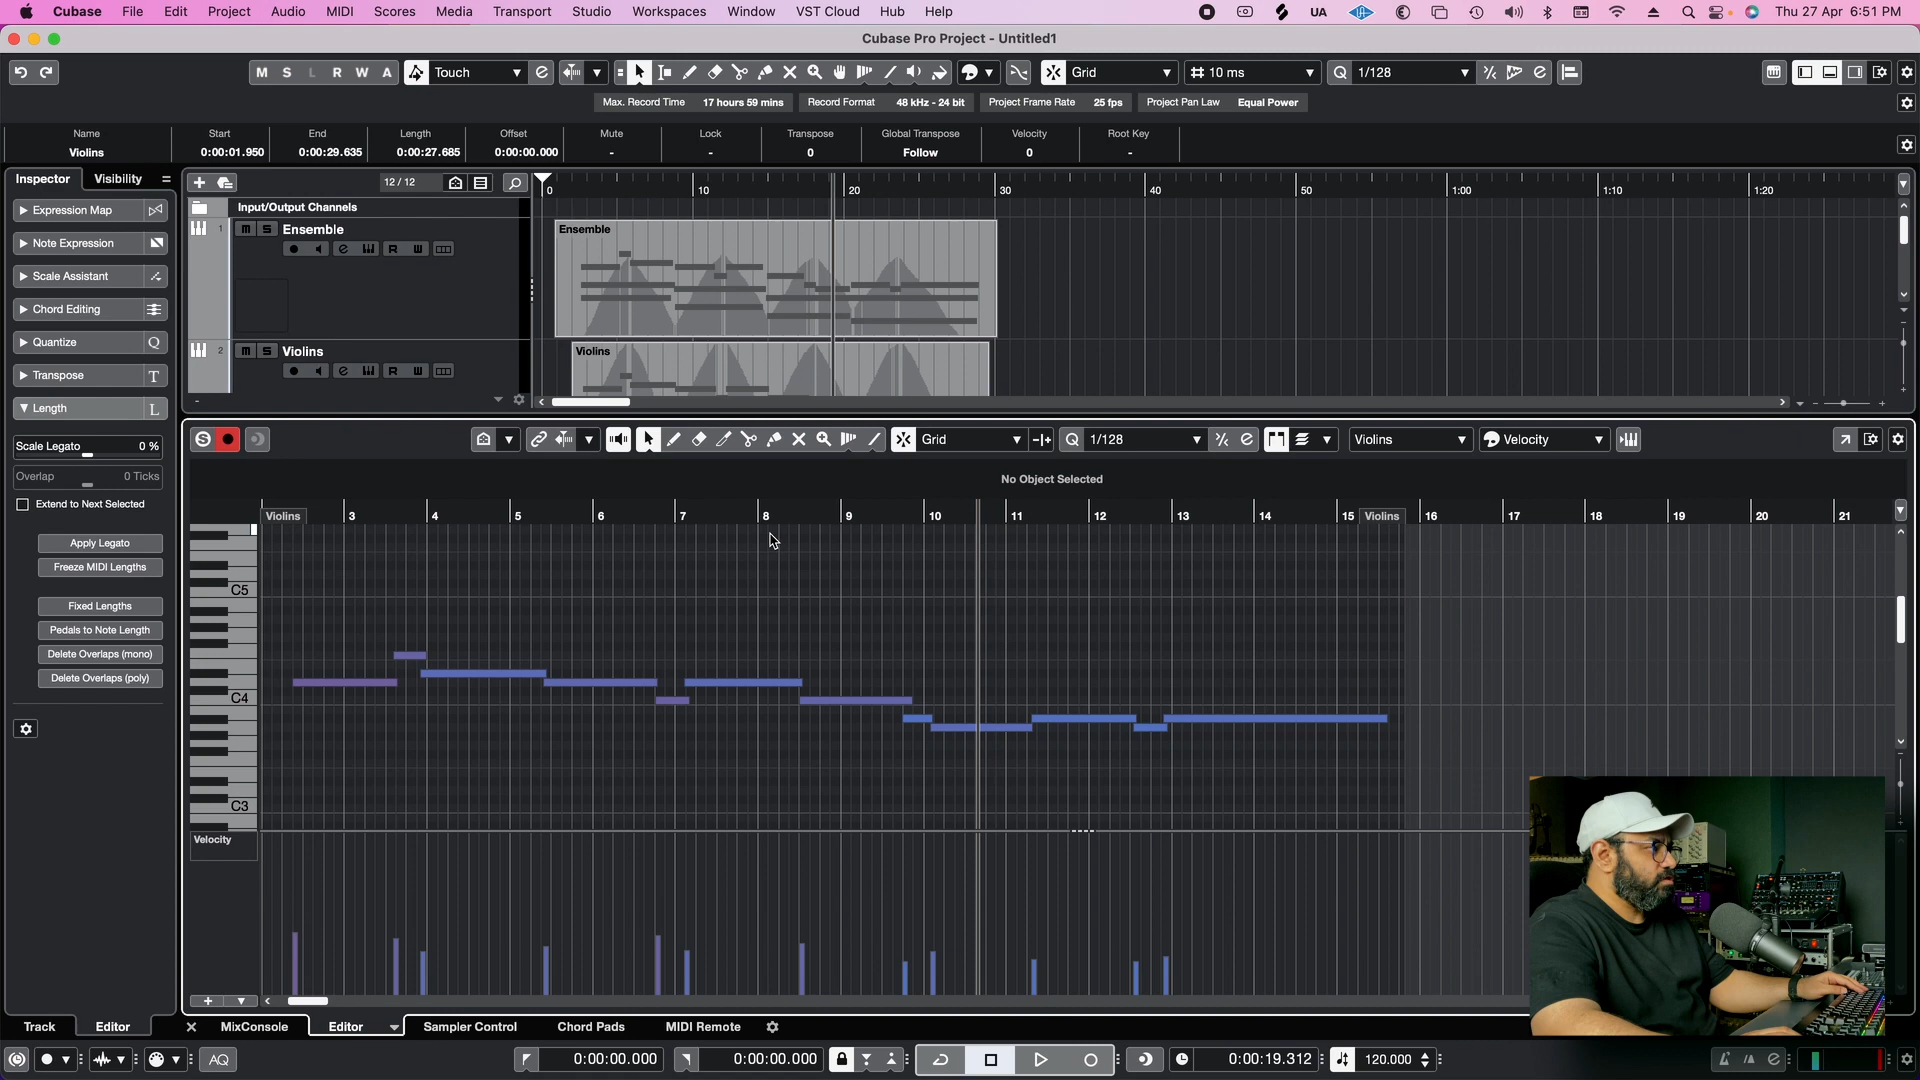 Cubase File Edit Project Audio MIDI Scores Media Transport Studio Workspaces Window VST Cloud Hub Help UA Thu 27 Apr 6:51 PM
Cubase Pro Project - Untitled1
M S L R W A Touch Grid 10 ms 1/128
Max. Record Time 17 hours 59 mins Record Format 48 kHz - 24 bit Project Frame Rate 25 fps Project Pan Law Equal Power
Name Start End Length Offset Mute Lock Transpose Global Transpose Velocity Root Key
Violins 0:00:01.950 0:00:29.635 0:00:27.685 0:00:00.000 - - 0 Follow 0 -
Inspector Visibility 12 / 12
0 10 20 30 40 50 1:00 1:10 1:20
Input/Output Channels
Expression Map
1 m S Ensemble Ensemble
R W
Note Expression
Scale Assistant
Chord Editing
Quantize Q
2 m S Violins Violins
R W
Transpose T
Length L
Scale Legato 0 %
Grid Q 1/128 Violins Velocity
Overlap 0 Ticks
No Object Selected
Extend to Next Selected
Violins 3 4 5 6 7 8 9 10 11 12 13 14 15 Violins 16 17 18 19 20 21
Apply Legato
Freeze MIDI Lengths
C5
Fixed Lengths
Pedals to Note Length
Delete Overlaps (mono)
Delete Overlaps (poly)
C4
C3
Velocity
Track Editor MixConsole Editor Sampler Control Chord Pads MIDI Remote
AQ 0:00:00.000 0:00:00.000 0:00:19.312 120.000